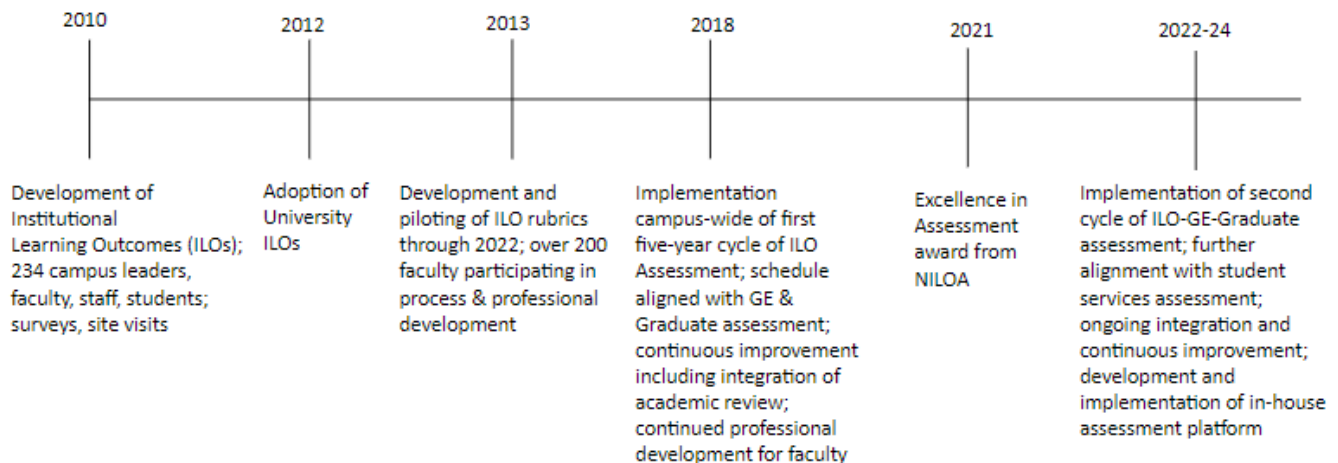 2010
2012
2013
2018
2021
2022-24
Development of
Institutional
Learning Outcomes (ILOs);
234 campus leaders,
faculty, staff, students;
surveys, site visits
Adoption of
University
ILOs
Development and
piloting of ILO rubrics
through 2022; over 200
faculty participating in
process & professional
development
Implementation
campus-wide of first
five-year cycle of ILO
Assessment; schedule
aligned with GE &
Graduate assessment;
continuous improvement
including integration of
academic review;
continued professional
development for faculty
Excellence in
Assessment
award from
NILOA
Implementation of second
cycle of ILO-GE-Graduate
assessment; further
alignment with student
services assessment;
ongoing integration and
continuous improvement;
development and
implementation of in-house
assessment platform